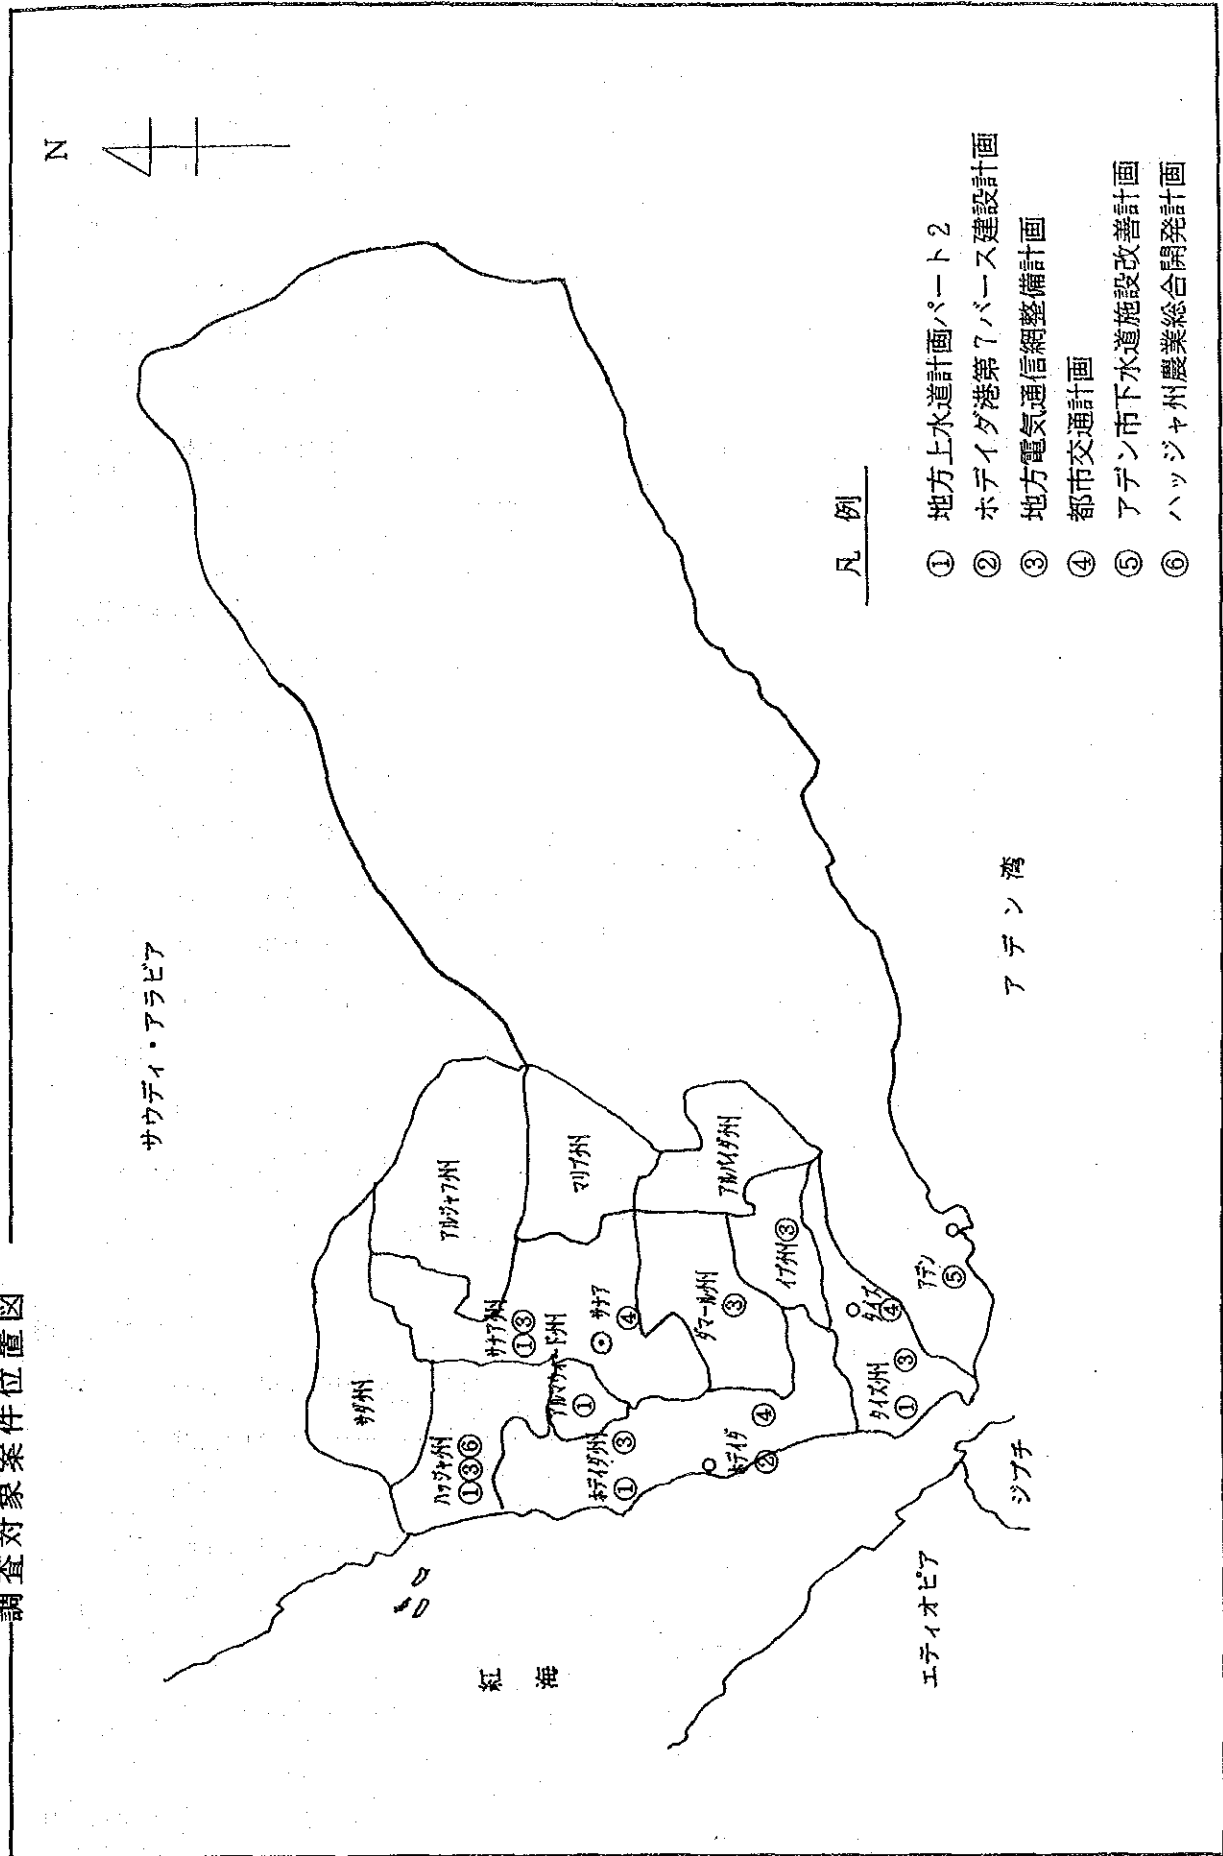 調査対象案件位置図
N
サウディ・アラビア
サダ州
アルジャフ州
ハッジャ州
①③⑥
サナア州
①③
マリブ州
アルマウィード州
①
サナア
④
ホデイダ州
①
③
ダマール州
③
アルバイダ州
イブ州③
ホデイダ
②
④
タイズ
④
タイズ州
①
③
アデン
⑤
紅海
エティオピア
ジブチ
アデン湾
凡例
① 地方上水道計画パート2
② ホデイダ港第7バース建設計画
③ 地方電気通信網整備計画
④ 都市交通計画
⑤ アデン市下水道施設改善計画
⑥ ハッジャ州農業総合開発計画